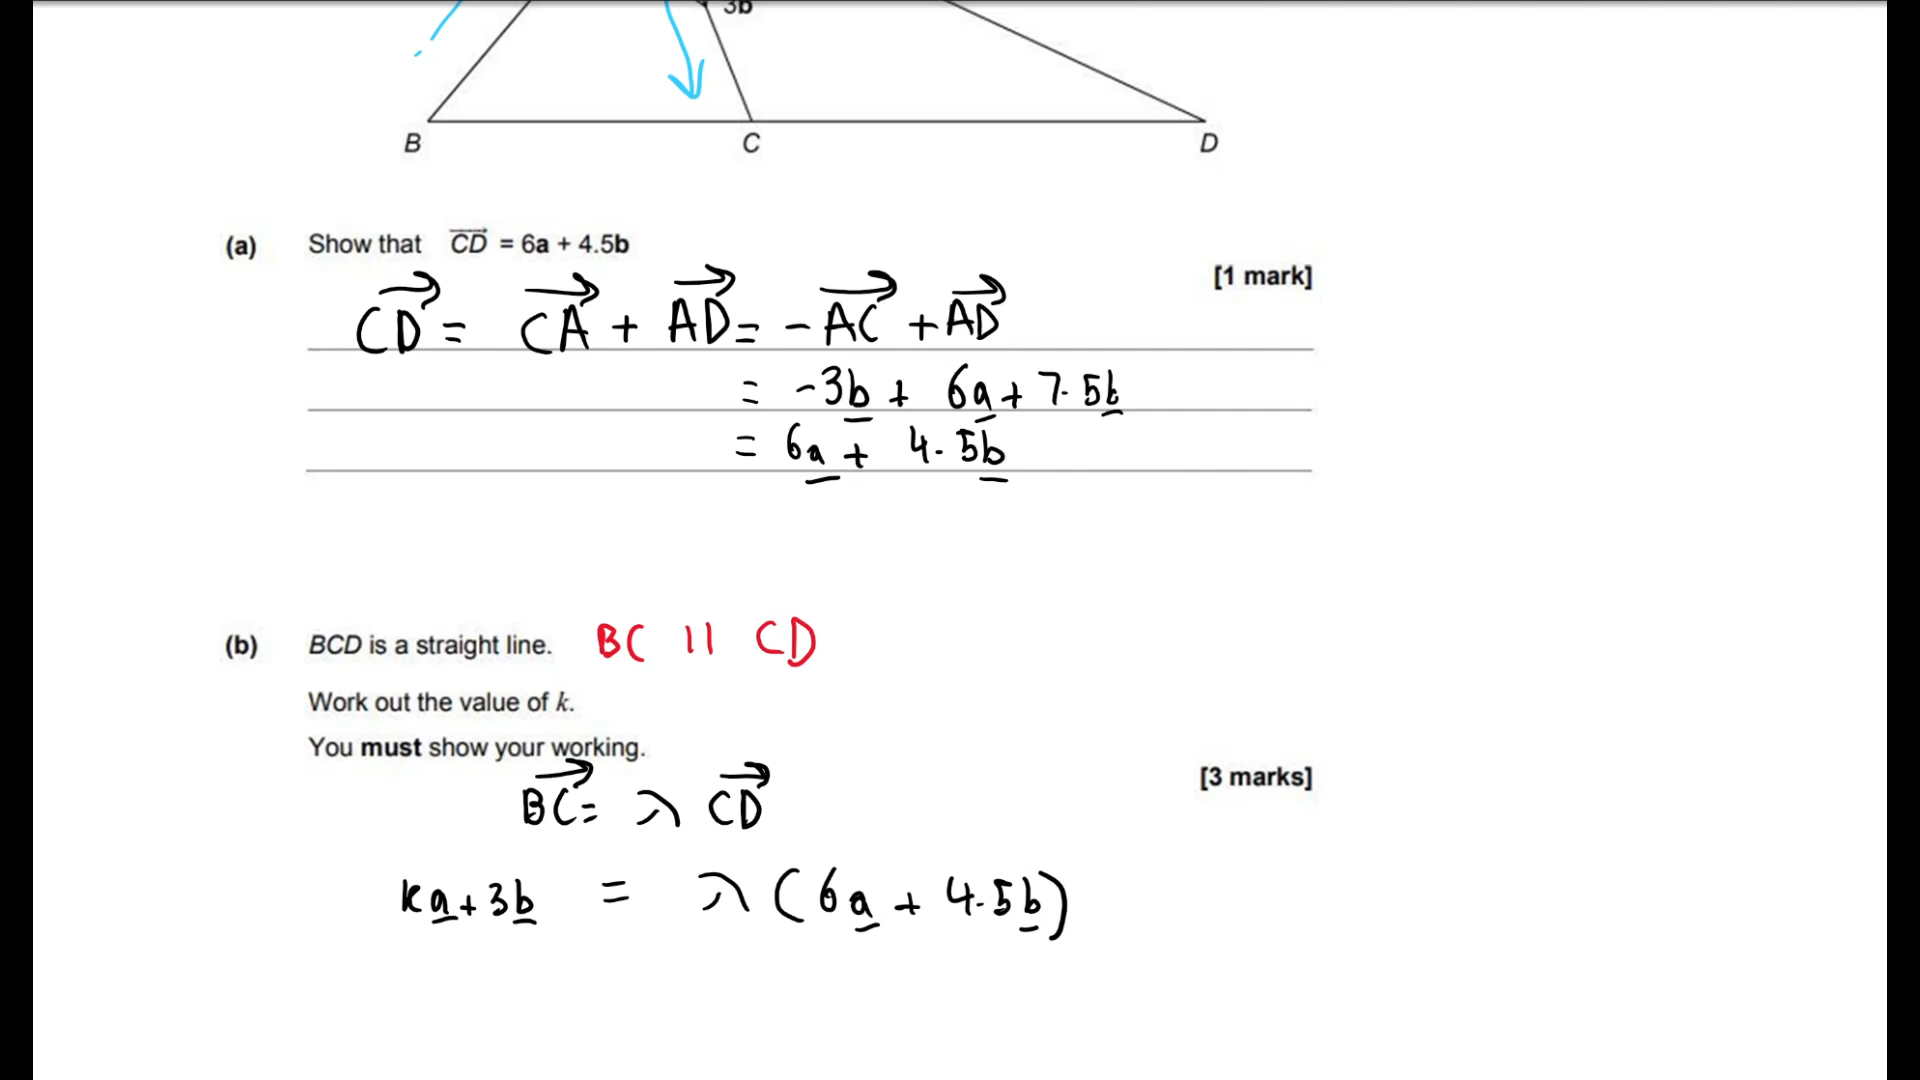 3b
B C D
(a) Show that CD = 6a + 4.5b
[1 mark]
CD = CA + AD = -AC + AD
= -3b + 6a + 7.5b
= 6a + 4.5b
(b) BCD is a straight line. BC || CD
Work out the value of k.
You must show your working.
[3 marks]
BC = λ CD
ka + 3b = λ (6a + 4.5b)